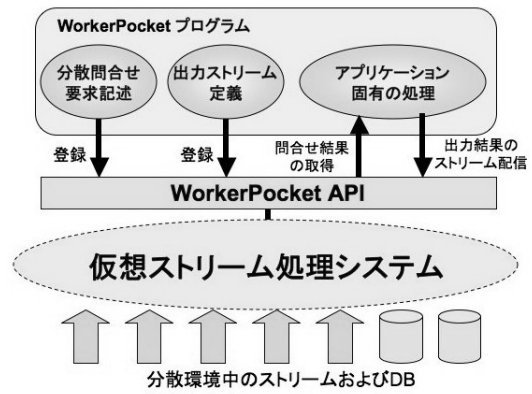 WorkerPocket プログラム
分散問合せ
要求記述
出力ストリーム
定義
アプリケーション
固有の処理
登録
登録
問合せ結果
の取得
出力結果の
ストリーム配信
WorkerPocket API
仮想ストリーム処理システム
分散環境中のストリームおよびDB